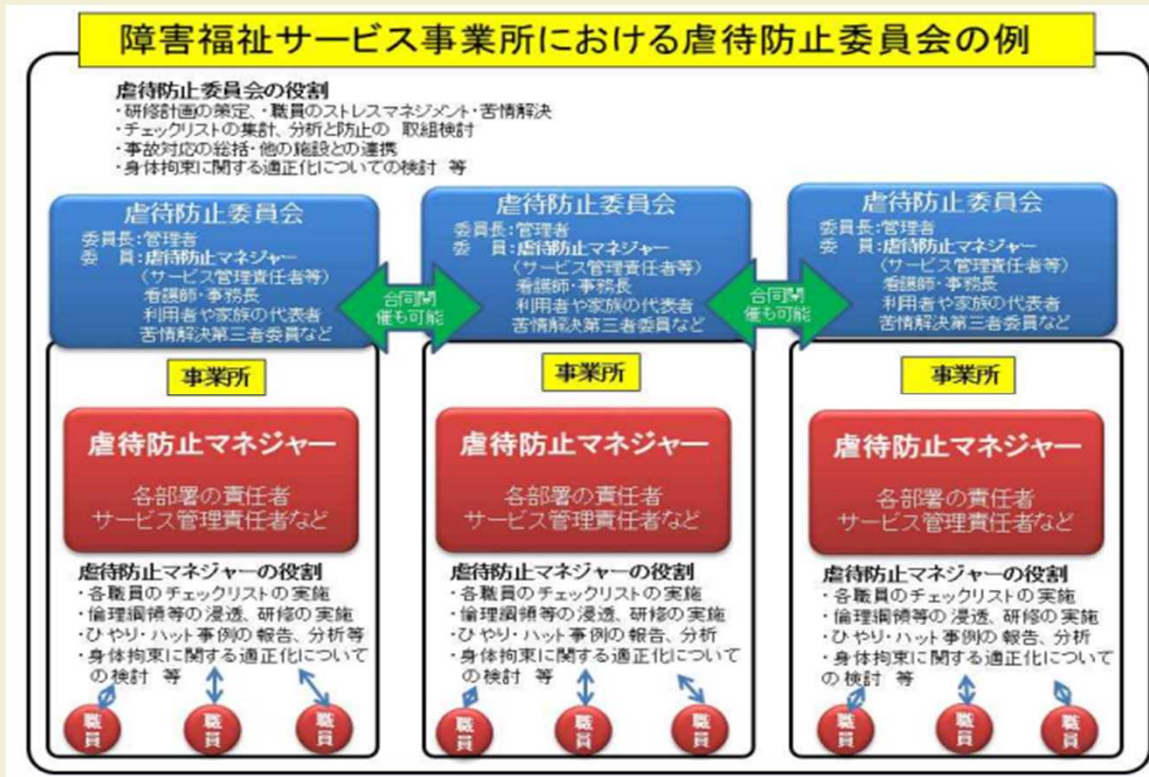 障害福祉サービス事業所における虐待防止委員会の例
虐待防止委員会の役割
・研修計画の策定、・職員のストレスマネジメント・苦情解決
・チェックリストの集計、分析と防止の 取組検討
・事故対応の総括・他の施設との連携
・身体拘束に関する適正化についての検討 等
虐待防止委員会
委員長:管理者
委 員:虐待防止マネジャー
(サービス管理責任者等)
看護師・事務長
利用者や家族の代表者
苦情解決第三者委員など
合同開
催も可能
虐待防止委員会
委員長:管理者
委 員:虐待防止マネジャー
(サービス管理責任者等)
看護師・事務長
利用者や家族の代表者
苦情解決第三者委員など
合同開
催も可能
虐待防止委員会
委員長:管理者
委 員:虐待防止マネジャー
(サービス管理責任者等)
看護師・事務長
利用者や家族の代表者
苦情解決第三者委員など
事業所
虐待防止マネジャー
各部署の責任者
サービス管理責任者など
虐待防止マネジャーの役割
・各職員のチェックリストの実施
・倫理綱領等の浸透、研修の実施
・ひやり・ハット事例の報告、分析等
・身体拘束に関する適正化について
の検討 等
職員
職員
職員
事業所
虐待防止マネジャー
各部署の責任者
サービス管理責任者など
虐待防止マネジャーの役割
・各職員のチェックリストの実施
・倫理綱領等の浸透、研修の実施
・ひやり・ハット事例の報告、分析
・身体拘束に関する適正化について
の検討 等
職員
職員
職員
事業所
虐待防止マネジャー
各部署の責任者
サービス管理責任者など
虐待防止マネジャーの役割
・各職員のチェックリストの実施
・倫理綱領等の浸透、研修の実施
・ひやり・ハット事例の報告、分析
・身体拘束に関する適正化について
の検討 等
職員
職員
職員